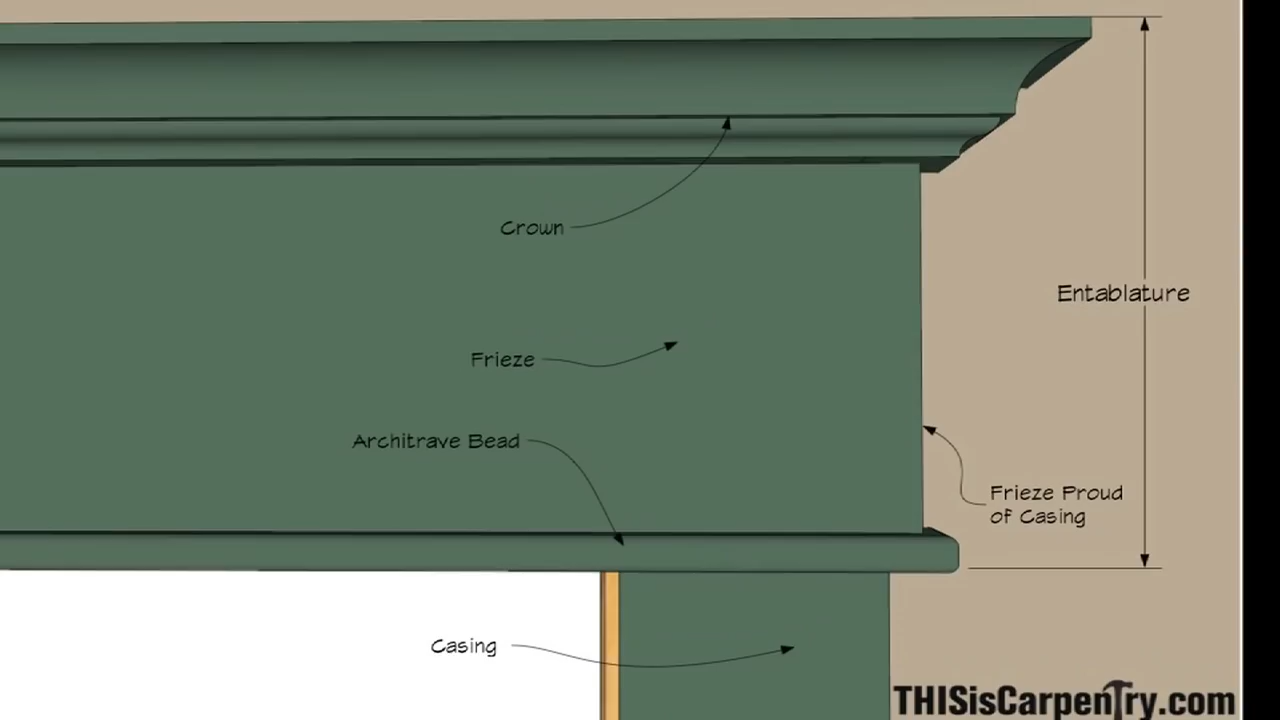 Crown
Entablature
Frieze
Architrave Bead
Frieze Proud
of Casing
Casing
THISisCarpenTry.com